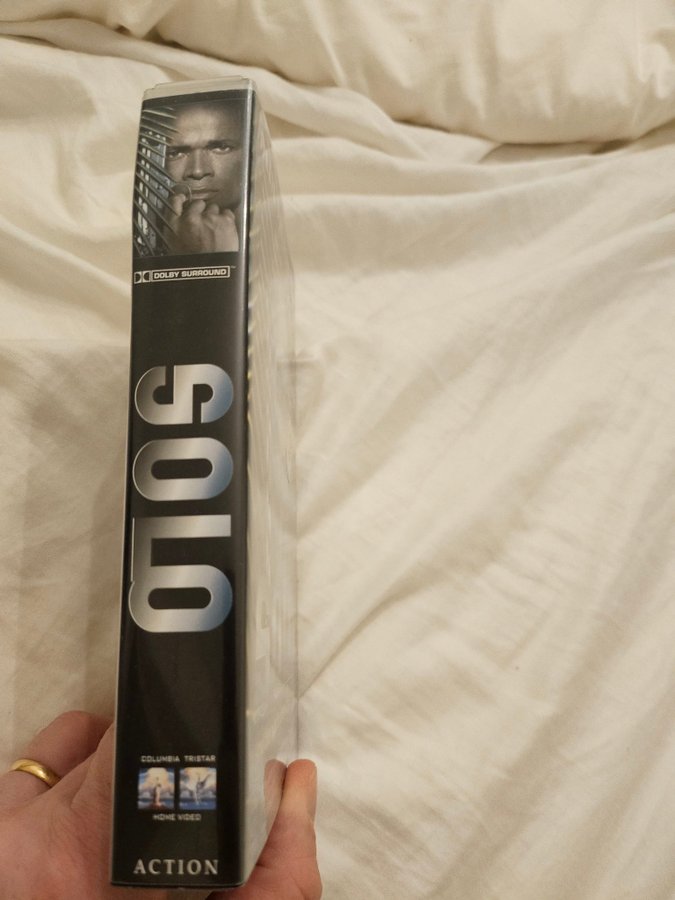 DOLBY SURROUND
SOLO
COLUMBIA TRISTAR
HOME VIDEO
ACTION